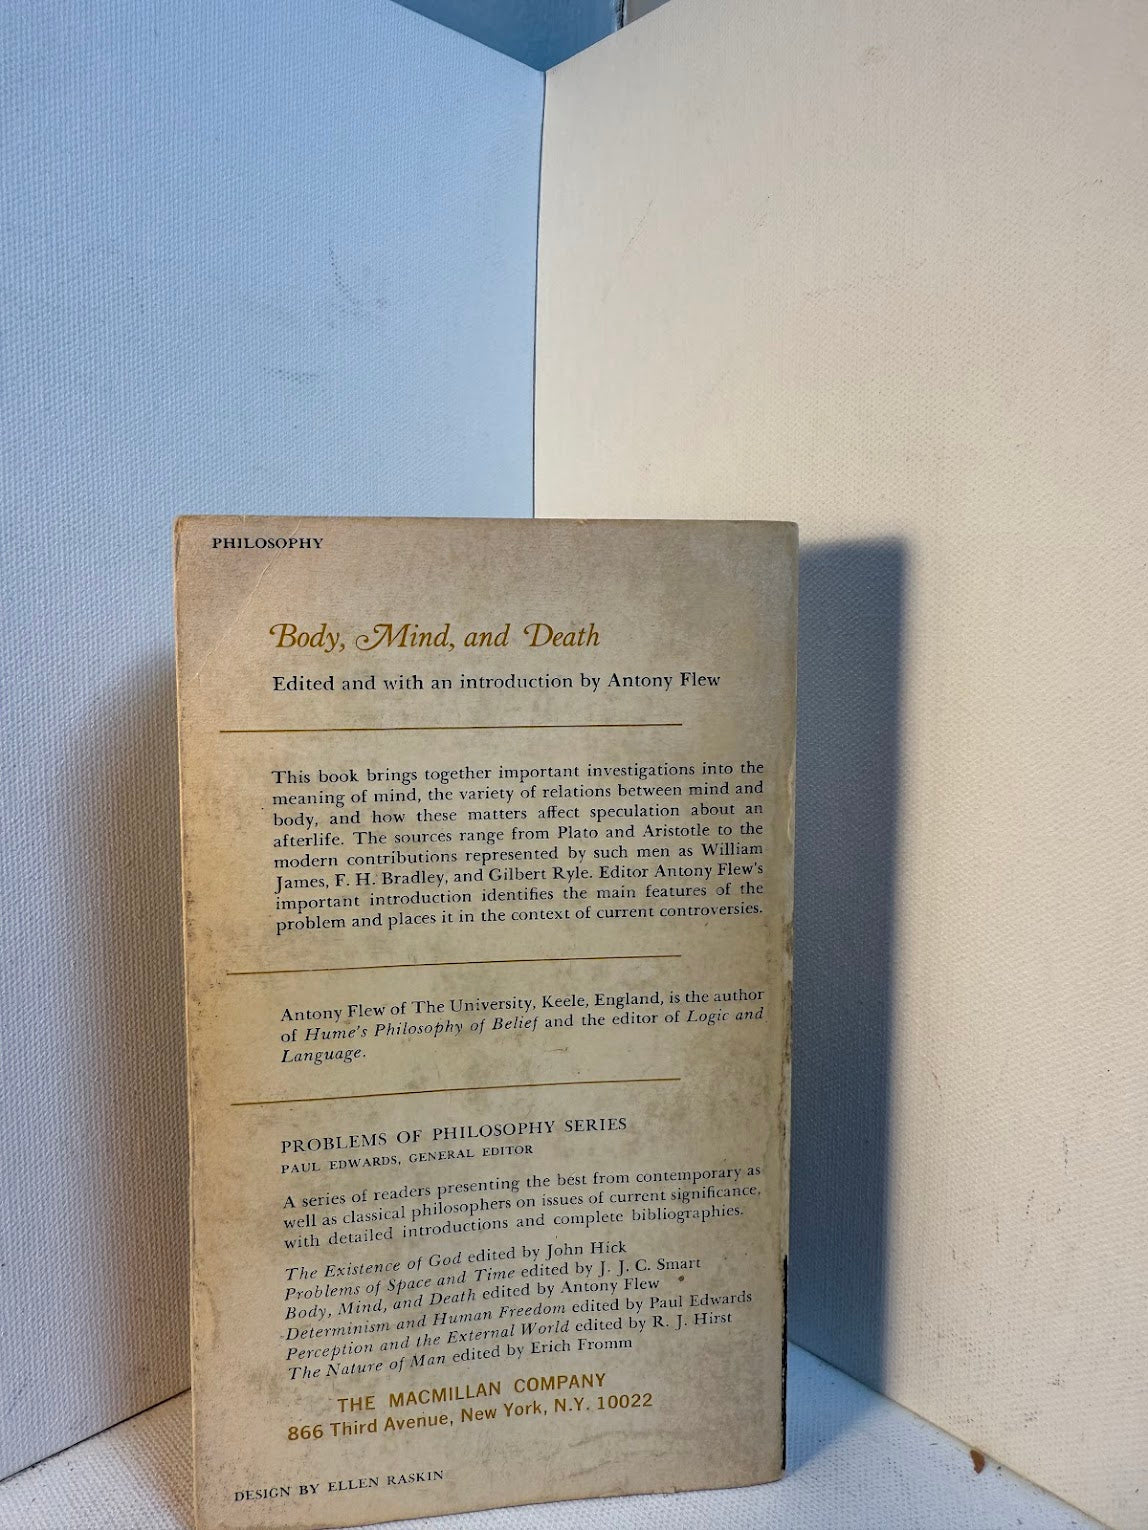 PHILOSOPHY
Body, Mind, and Death
Edited and with an introduction by Antony Flew
This book brings together important investigations into the
meaning of mind, the variety of relations between mind and
body, and how these matters affect speculation about an
afterlife. The sources range from Plato and Aristotle to the
modern contributions represented by such men as William
James, F. H. Bradley, and Gilbert Ryle. Editor Antony Flew's
important introduction identifies the main features of the
problem and places it in the context of current controversies.
Antony Flew of The University, Keele, England, is the author
of Hume's Philosophy of Belief and the editor of Logic and
Language.
PROBLEMS OF PHILOSOPHY SERIES
PAUL EDWARDS, GENERAL EDITOR
A series of readers presenting the best from contemporary as
well as classical philosophers on issues of current significance,
with detailed introductions and complete bibliographies.
The Existence of God edited by John Hick
Problems of Space and Time edited by J. J. C. Smart
Body, Mind, and Death edited by Antony Flew
Determinism and Human Freedom edited by Paul Edwards
Perception and the External World edited by R. J. Hirst
The Nature of Man edited by Erich Fromm
THE MACMILLAN COMPANY
866 Third Avenue, New York, N.Y. 10022
DESIGN BY ELLEN RASKIN